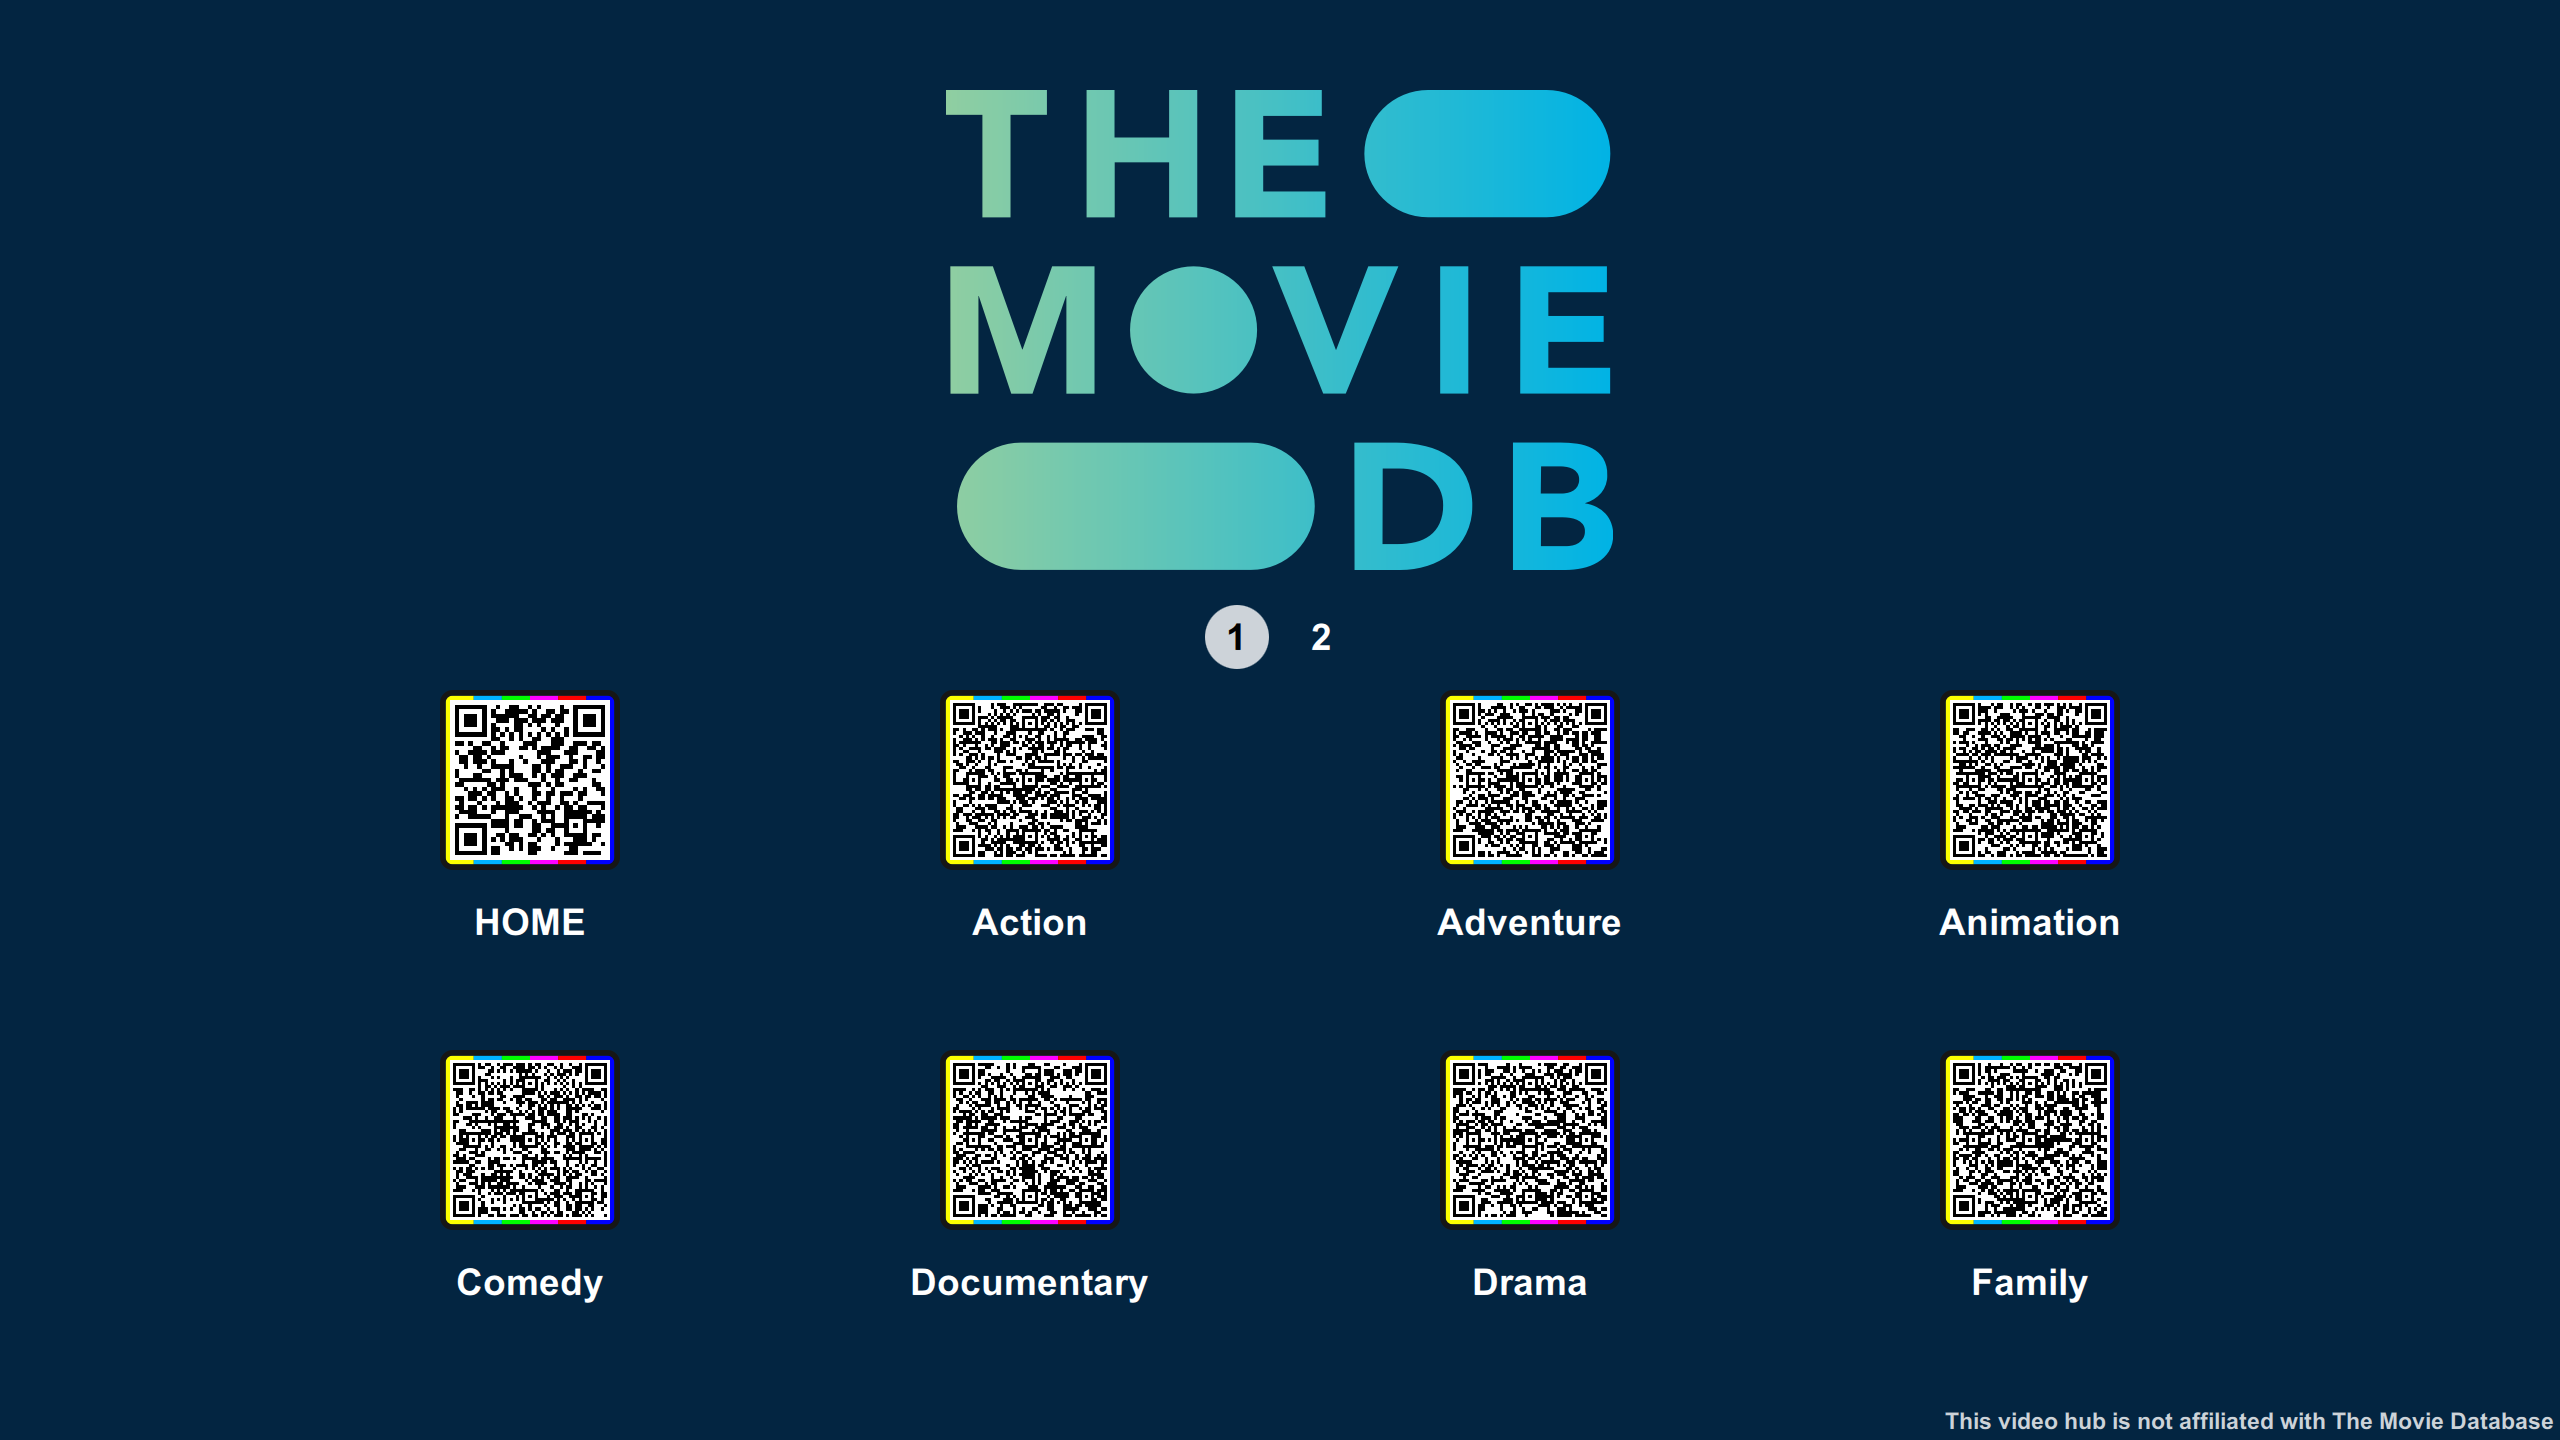 THE
MOVIE
DB
1 2
HOME Action Adventure Animation
Comedy Documentary Drama Family
This video hub is not affiliated with The Movie Database